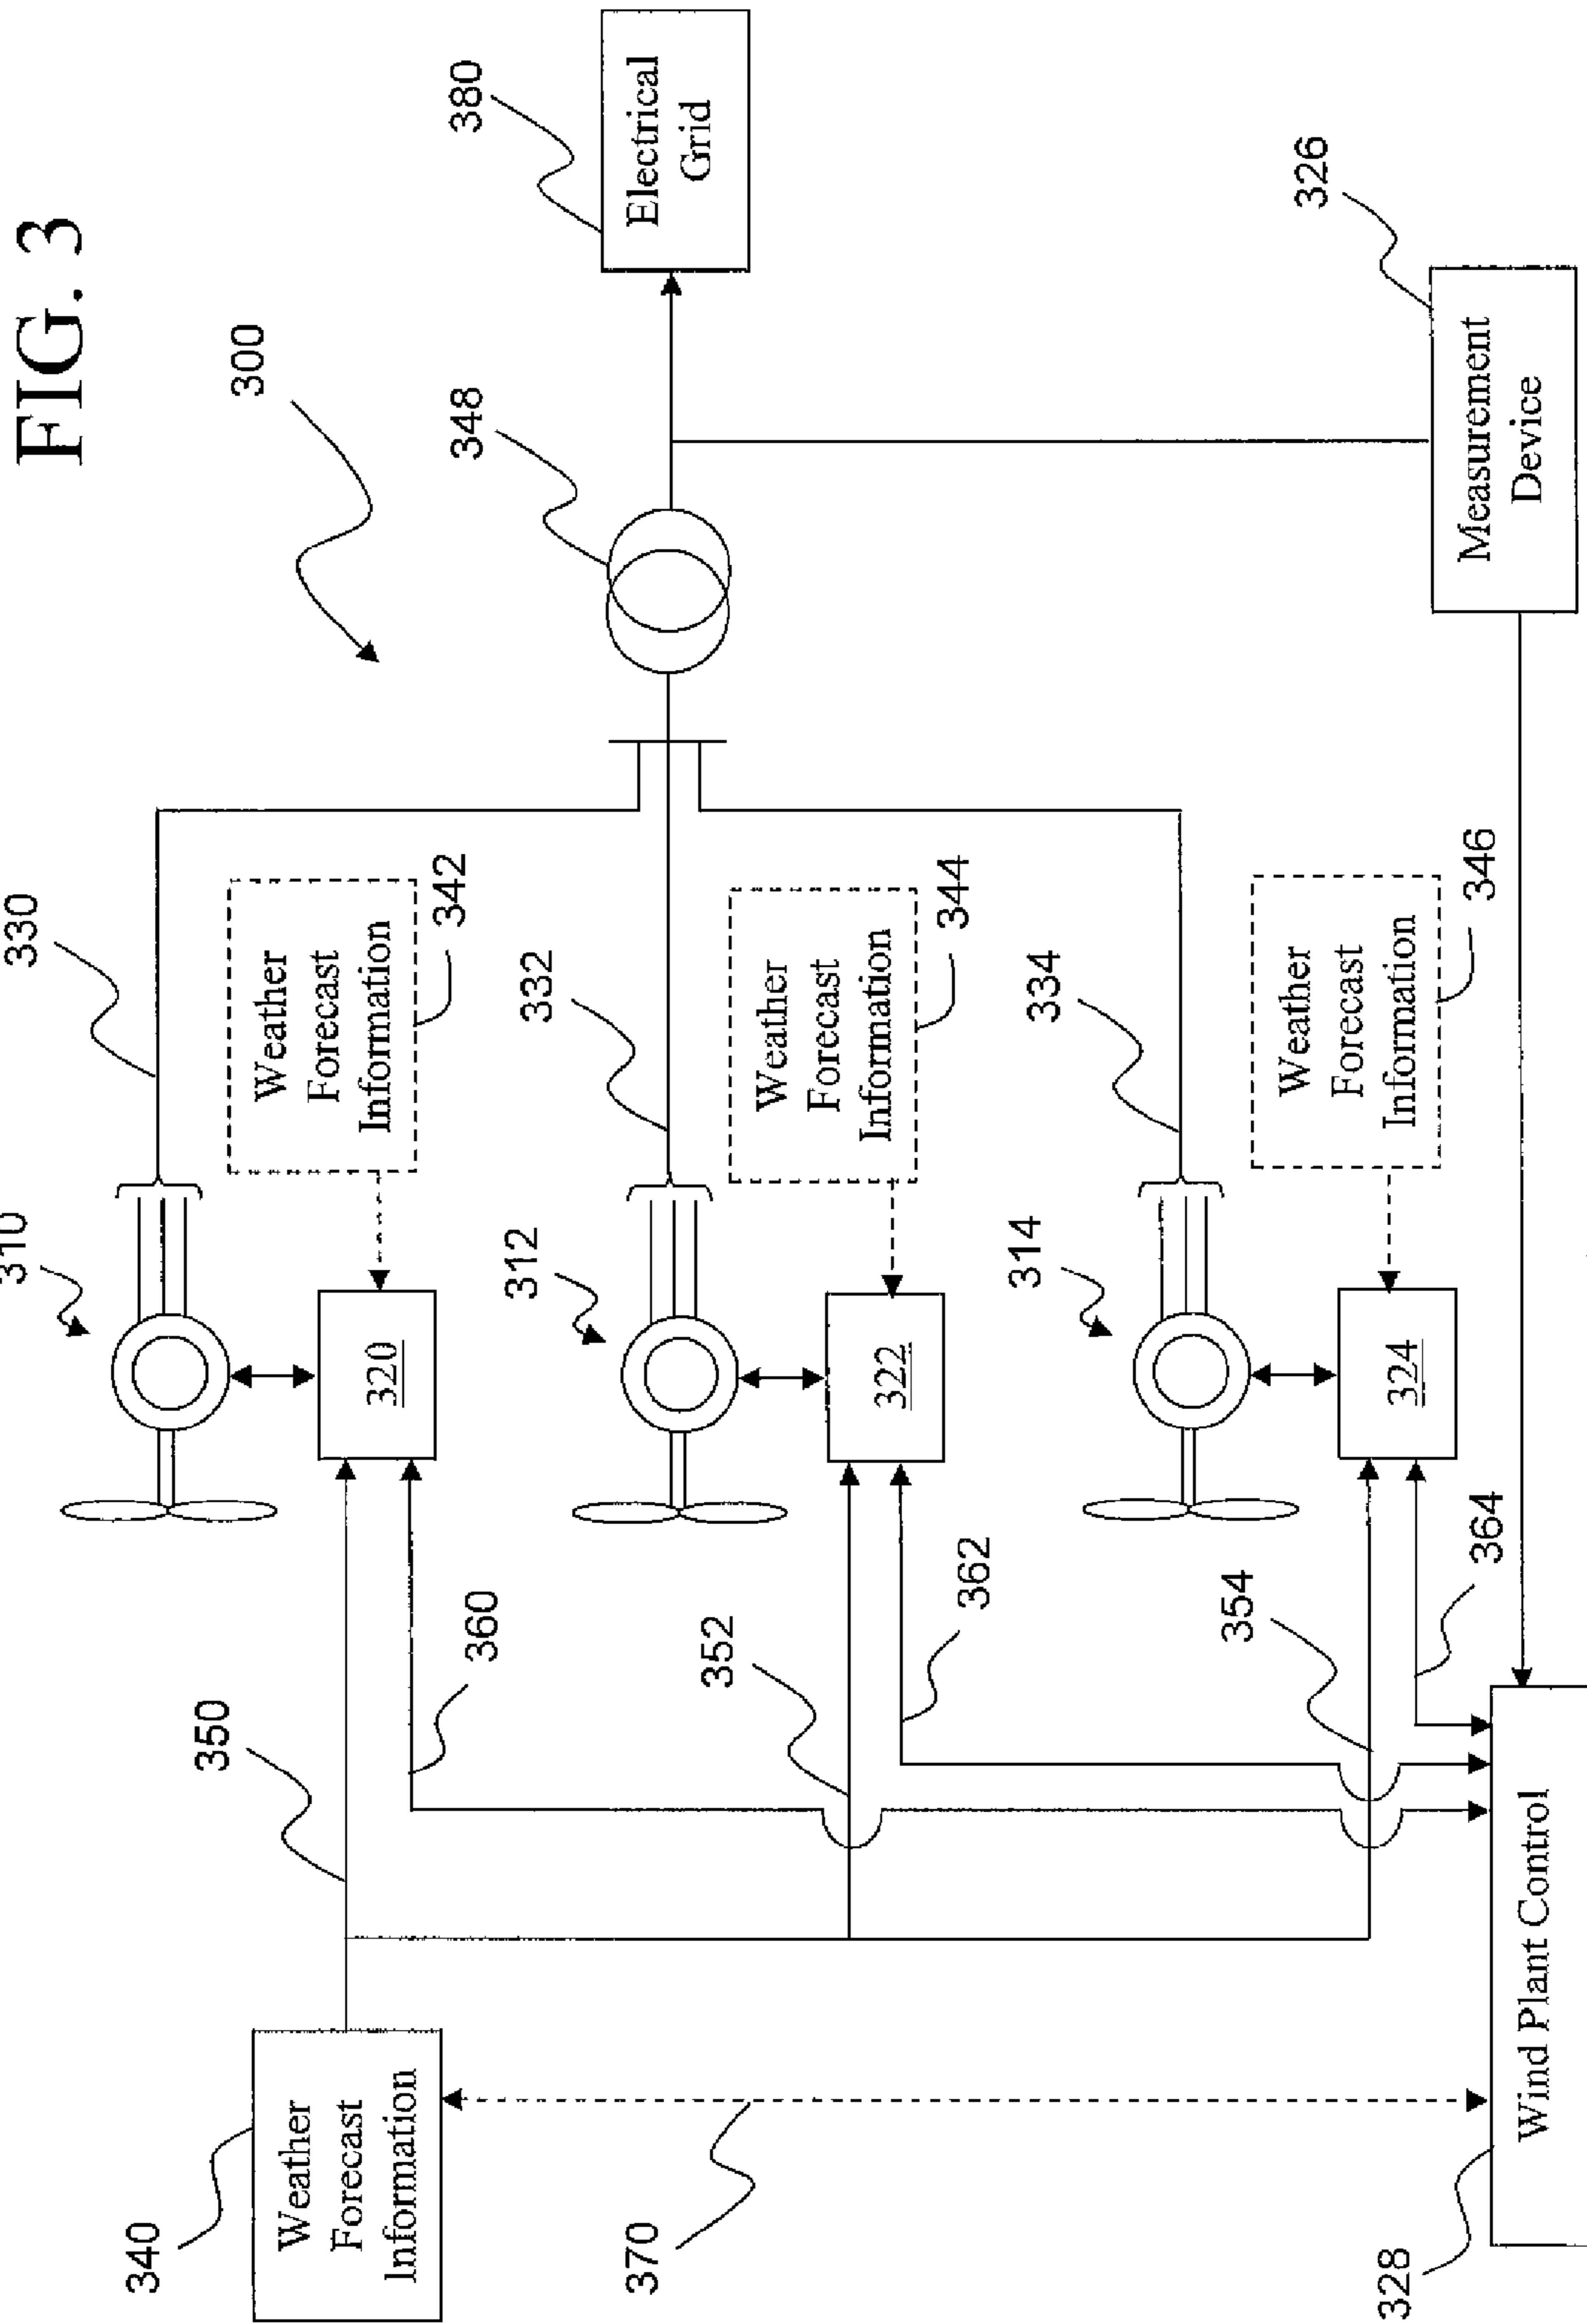 FIG. 3
300
310
330
340
Weather
Forecast
Information
350
320
Weather
Forecast
Information
342
360
348
380
Electrical
Grid
312
332
352
322
Weather
Forecast
Information
344
362
370
314
334
354
324
Weather
Forecast
Information
346
364
328
Wind Plant Control
Measurement
Device
326